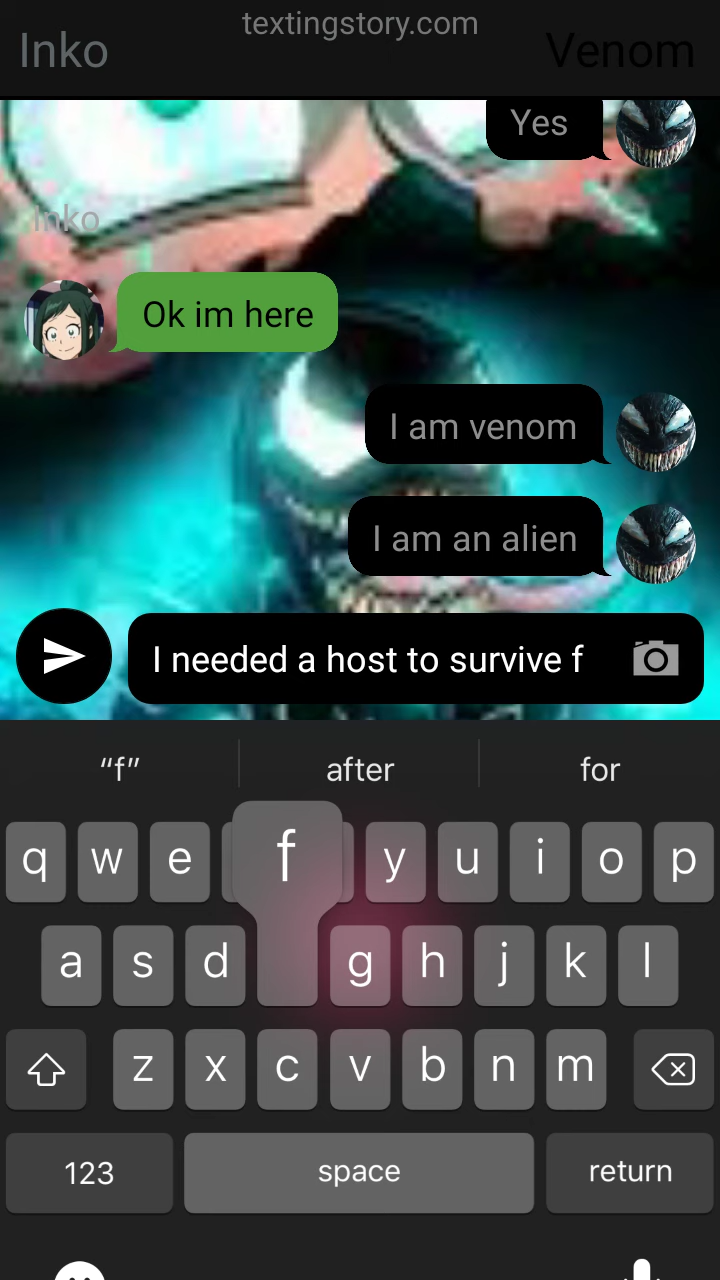 textingstory.com
Inko
Venom
Yes
Inko
Ok im here
I am venom
I am an alien
I needed a host to survive f
“f” after for
q w e f y u i o p
a s d g h j k l
z x c v b n m
123 space return